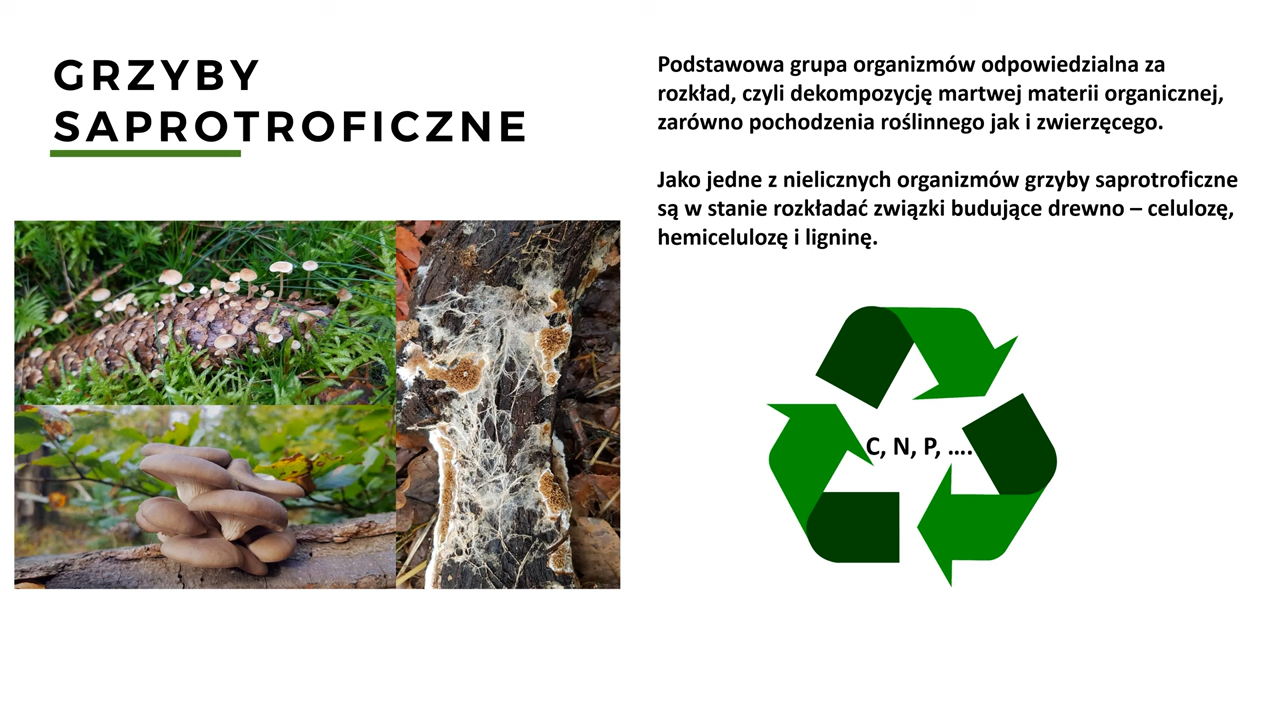 GRZYBY
SAPROTROFICZNE
Podstawowa grupa organizmów odpowiedzialna za
rozkład, czyli dekompozycję martwej materii organicznej,
zarówno pochodzenia roślinnego jak i zwierzęcego.
Jako jedne z nielicznych organizmów grzyby saprotroficzne
są w stanie rozkładać związki budujące drewno – celulozę,
hemicelulozę i ligninę.
C, N, P, ....